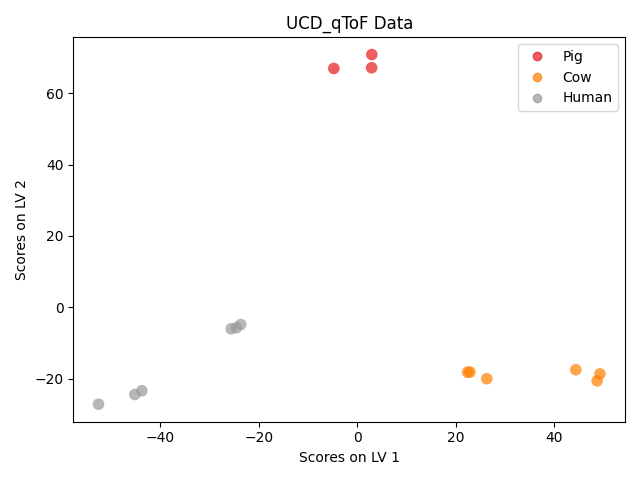 UCD_qToF Data
Pig
Cow
Human
Scores on LV 2
60
40
20
0
−20
−40
−20
0
20
40
Scores on LV 1